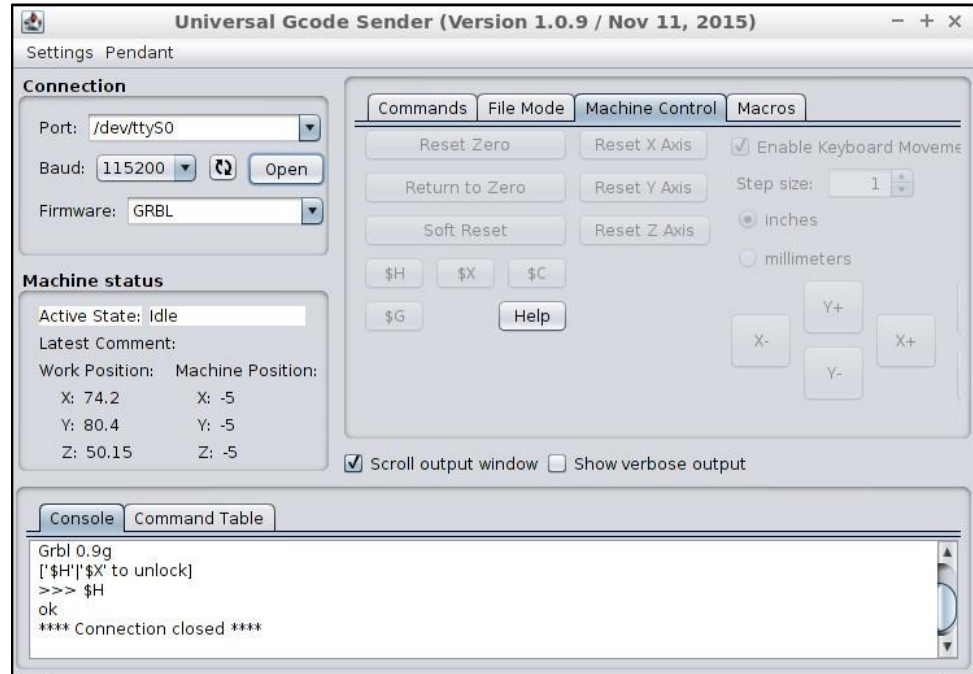 Universal Gcode Sender (Version 1.0.9 / Nov 11, 2015)
Settings Pendant
Connection
Port: /dev/ttyS0
Baud: 115200 Open
Firmware: GRBL
Machine status
Active State: Idle
Latest Comment:
Work Position: Machine Position:
X: 74.2 X: -5
Y: 80.4 Y: -5
Z: 50.15 Z: -5
Commands File Mode Machine Control Macros
Reset Zero Reset X Axis Enable Keyboard Moveme
Return to Zero Reset Y Axis Step size: 1
Soft Reset Reset Z Axis inches
millimeters
$H $X $C
$G Help
Y+
X- X+
Y-
Scroll output window Show verbose output
Console Command Table
Grbl 0.9g
['$H'|'$X' to unlock]
>>> $H
ok
**** Connection closed ****